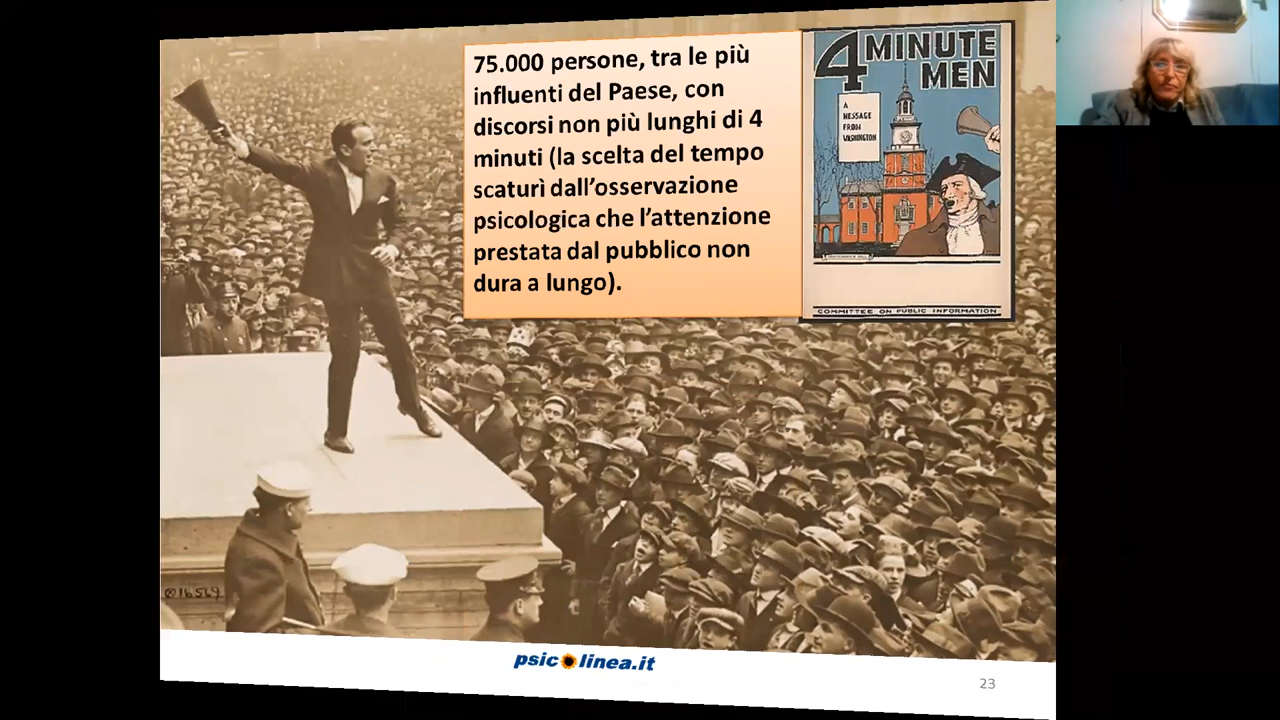 75.000 persone, tra le più
influenti del Paese, con
discorsi non più lunghi di 4
minuti (la scelta del tempo
scaturì dall'osservazione
psicologica che l'attenzione
prestata dal pubblico non
dura a lungo).
4 MINUTE
MEN
A
MESSAGE
FROM
WASHINGTON
COMMITTEE ON PUBLIC INFORMATION
psicolinea.it
23